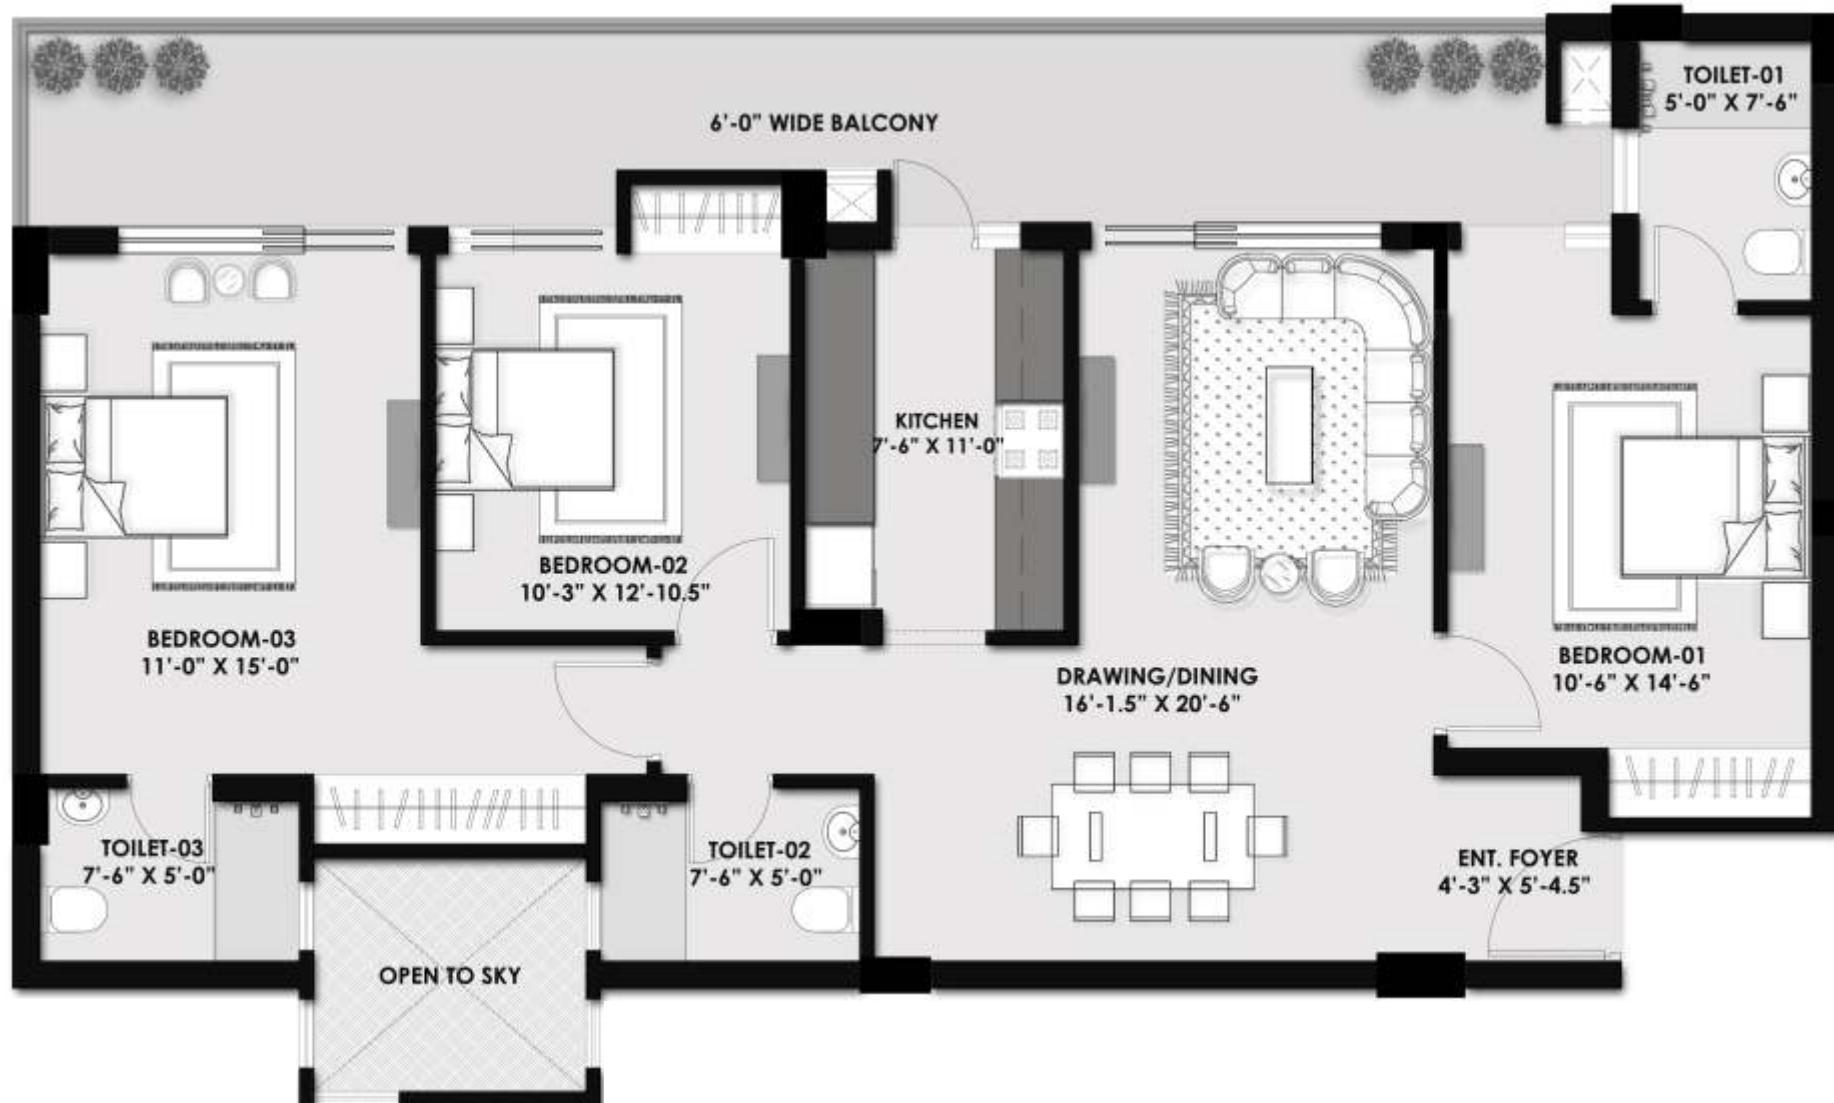 TOILET-01
5'-0" X 7'-6"
6'-0" WIDE BALCONY
KITCHEN
7'-6" X 11'-0"
BEDROOM-02
10'-3" X 12'-10.5"
BEDROOM-03
11'-0" X 15'-0"
DRAWING/DINING
16'-1.5" X 20'-6"
BEDROOM-01
10'-6" X 14'-6"
TOILET-03
7'-6" X 5'-0"
TOILET-02
7'-6" X 5'-0"
ENT. FOYER
4'-3" X 5'-4.5"
OPEN TO SKY